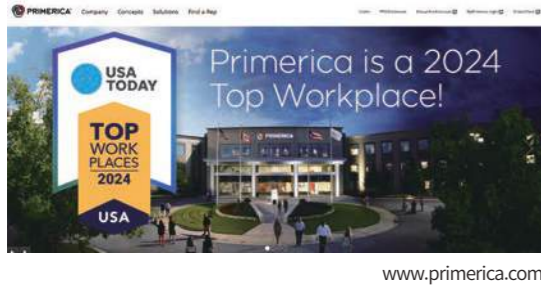 PRIMERICA Company Concepts Solutions Find a Rep
USA
TODAY
TOP
WORK
PLACES
2024
USA
Primerica is a 2024
Top Workplace!
PRIMERICA
www.primerica.com